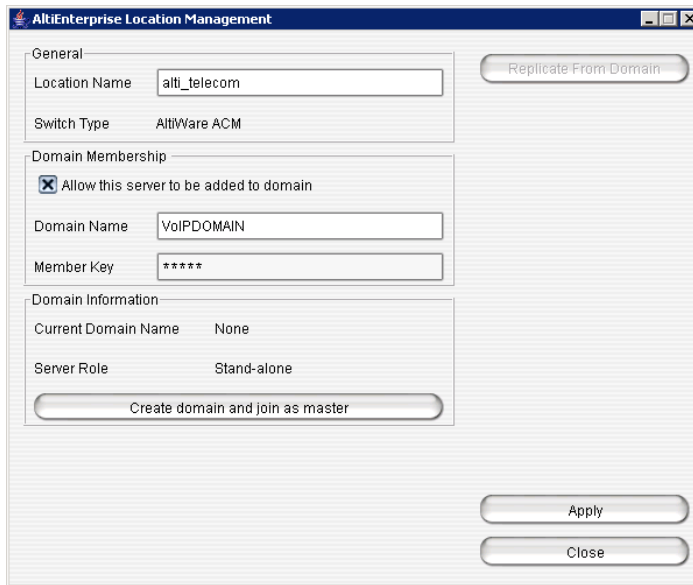 AltiEnterprise Location Management
General
Location Name alti_telecom
Replicate From Domain
Switch Type AltiWare ACM
Domain Membership
Allow this server to be added to domain
Domain Name VoIPDOMAIN
Member Key *****
Domain Information
Current Domain Name None
Server Role Stand-alone
Create domain and join as master
Apply
Close